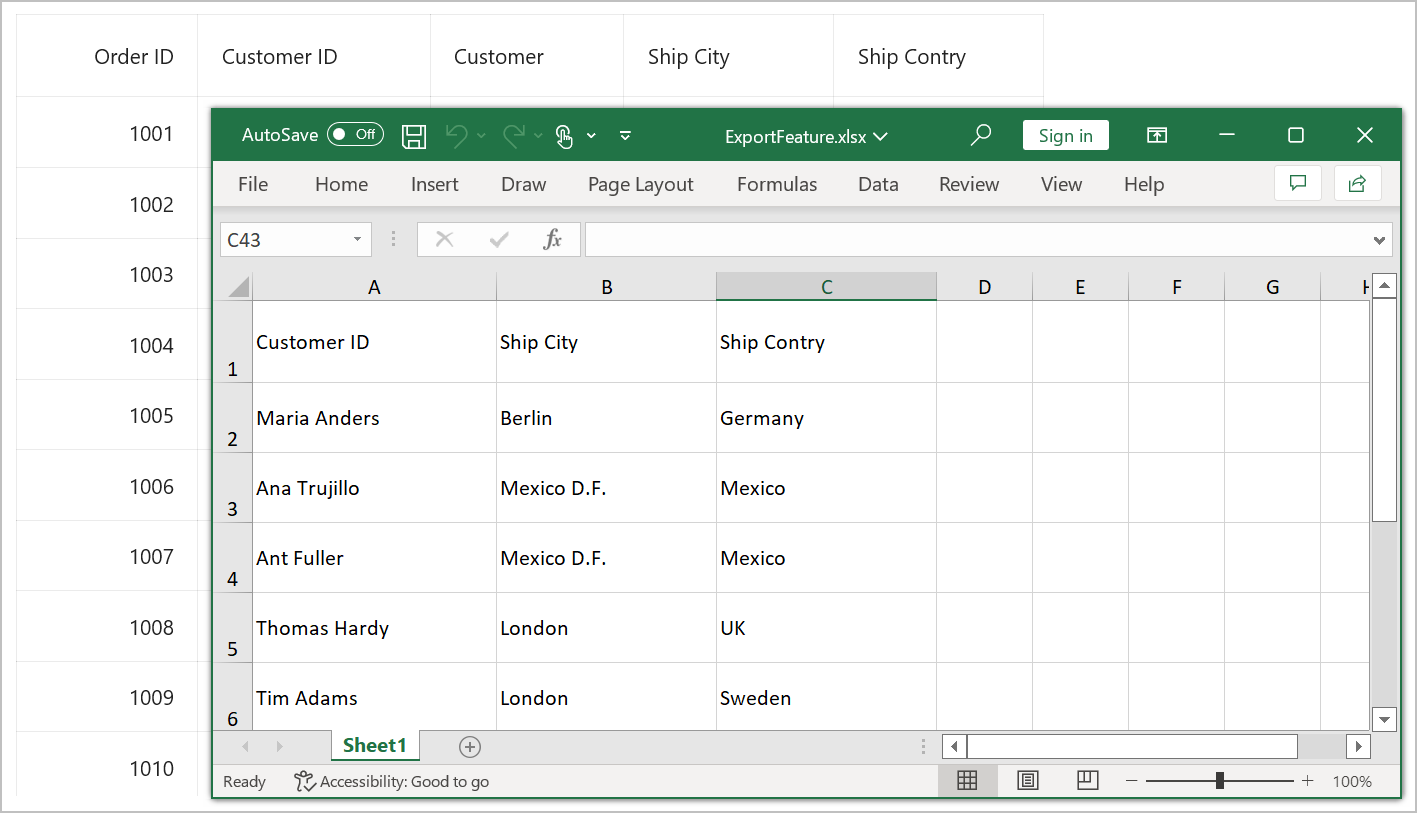 Order ID Customer ID Customer Ship City Ship Contry
1001
1002
1003
1004
1005
1006
1007
1008
1009
1010
AutoSave Off ExportFeature.xlsx Sign in
File Home Insert Draw Page Layout Formulas Data Review View Help
C43 fx
A B C D E F G H
1 Customer ID Ship City Ship Contry
2 Maria Anders Berlin Germany
3 Ana Trujillo Mexico D.F. Mexico
4 Ant Fuller Mexico D.F. Mexico
5 Thomas Hardy London UK
6 Tim Adams London Sweden
Sheet1
Ready Accessibility: Good to go 100%